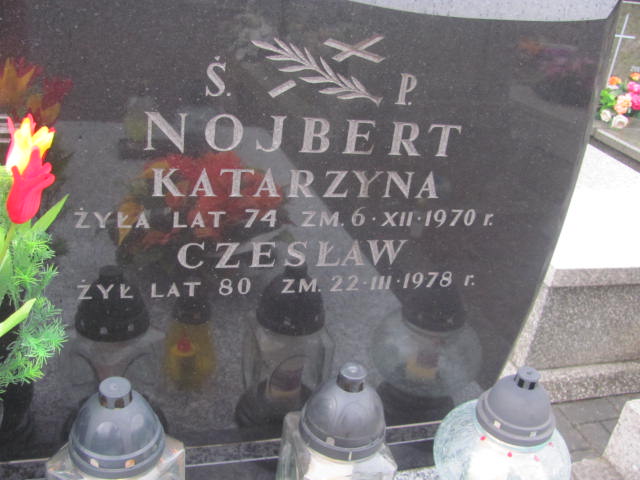 Ś. P.
NOJBERT
KATARZYNA
ŻYŁA LAT 74 ZM. 6·XII·1970 r.
CZESŁAW
ŻYŁ LAT 80 ZM. 22·III·1978 r.